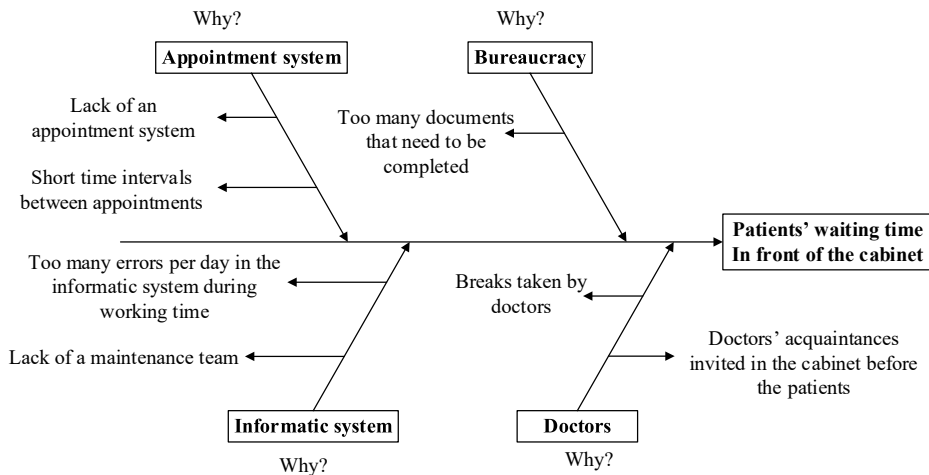 Why?
Appointment system
Lack of an
appointment system
Short time intervals
between appointments
Why?
Bureaucracy
Too many documents
that need to be
completed
Patients’ waiting time
In front of the cabinet
Too many errors per day in the
informatic system during
working time
Lack of a maintenance team
Informatic system
Why?
Breaks taken by
doctors
Doctors’ acquaintances
invited in the cabinet before
the patients
Doctors
Why?